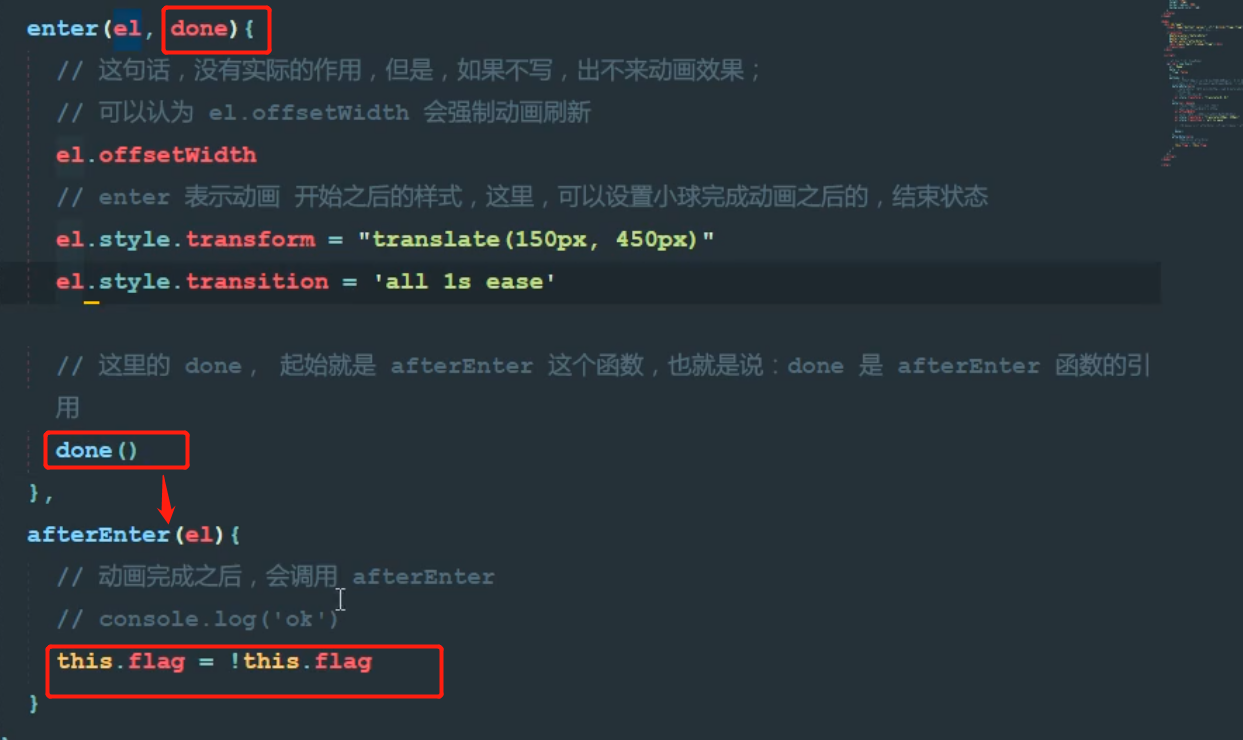 enter(el, done){
// 这句话，没有实际的作用，但是，如果不写，出不来动画效果；
// 可以认为 el.offsetWidth 会强制动画刷新
el.offsetWidth
// enter 表示动画 开始之后的样式，这里，可以设置小球完成动画之后的，结束状态
el.style.transform = "translate(150px, 450px)"
el.style.transition = 'all 1s ease'
// 这里的 done， 起始就是 afterEnter 这个函数，也就是说：done 是 afterEnter 函数的引
用
done()
},
afterEnter(el){
// 动画完成之后，会调用 afterEnter
// console.log('ok')
this.flag = !this.flag
}